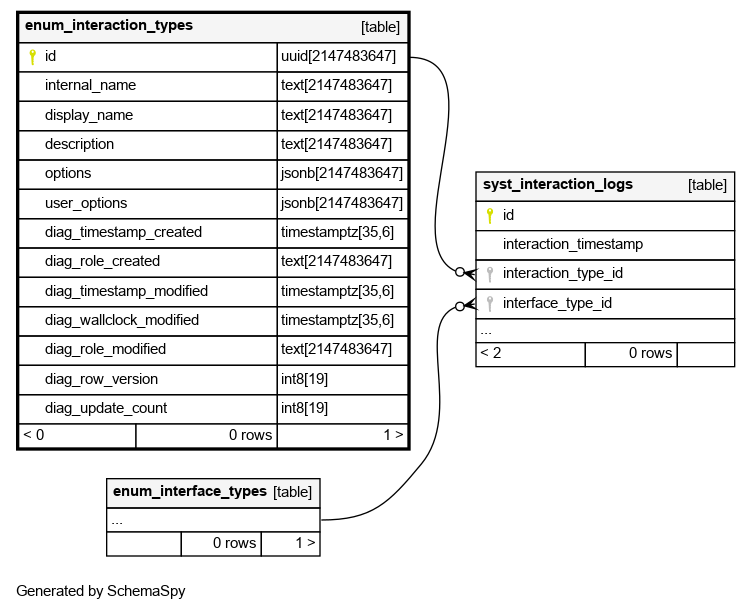 enum_interaction_types [table]
id uuid[2147483647]
internal_name text[2147483647]
display_name text[2147483647]
description text[2147483647]
options jsonb[2147483647]
user_options jsonb[2147483647]
diag_timestamp_created timestamptz[35,6]
diag_role_created text[2147483647]
diag_timestamp_modified timestamptz[35,6]
diag_wallclock_modified timestamptz[35,6]
diag_role_modified text[2147483647]
diag_row_version int8[19]
diag_update_count int8[19]
< 0 0 rows 1 >
syst_interaction_logs [table]
id
interaction_timestamp
interaction_type_id
interface_type_id
...
< 2 0 rows
enum_interface_types [table]
...
0 rows 1 >
Generated by SchemaSpy